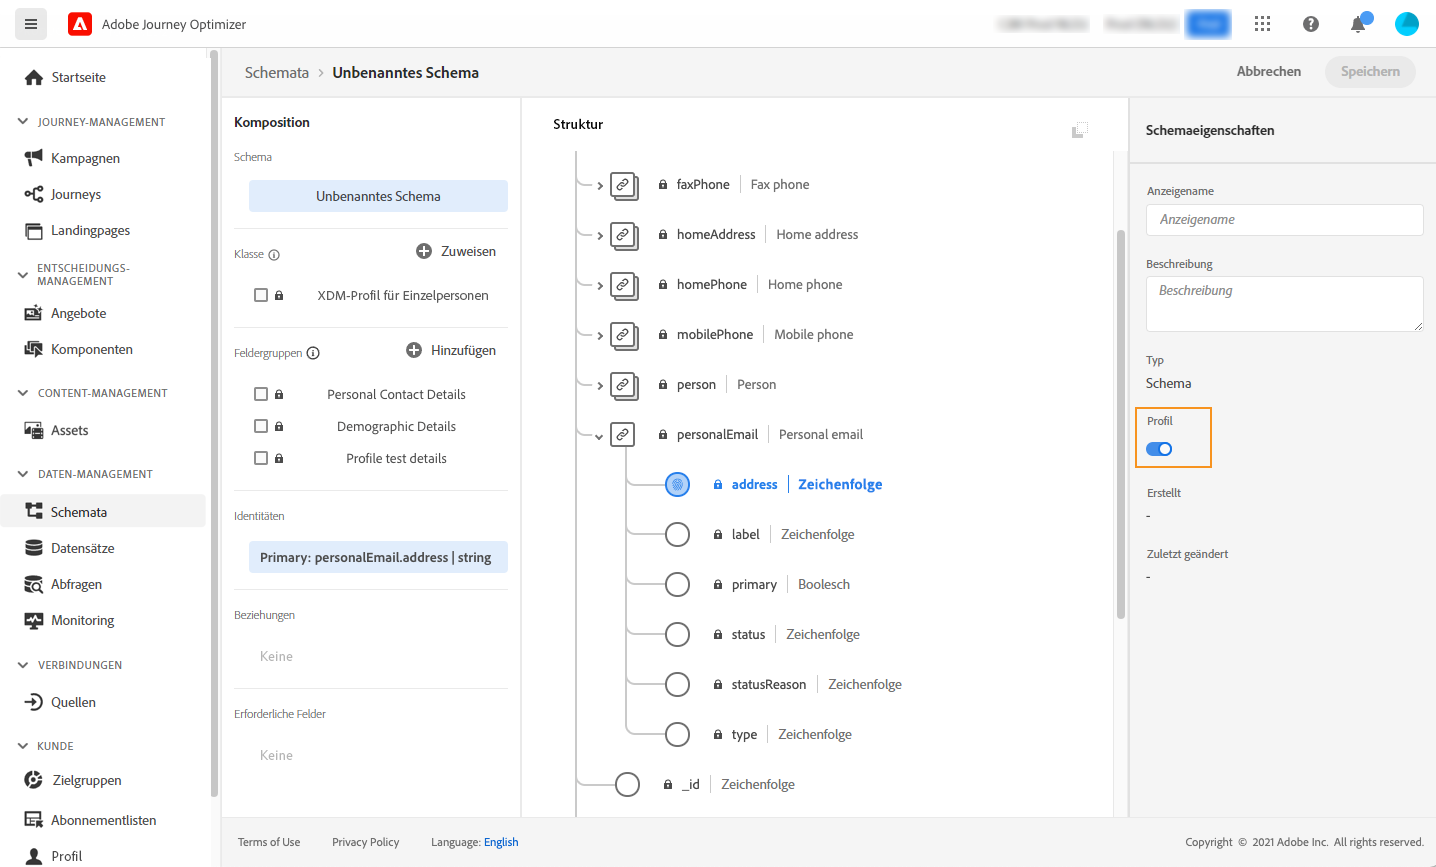 Adobe Journey Optimizer
Startseite
JOURNEY-MANAGEMENT
Kampagnen
Journeys
Landingpages
ENTSCHEIDUNGS-
MANAGEMENT
Angebote
Komponenten
CONTENT-MANAGEMENT
Assets
DATEN-MANAGEMENT
Schemata
Datensätze
Abfragen
Monitoring
VERBINDUNGEN
Quellen
KUNDE
Zielgruppen
Abonnementlisten
Profil
Schemata > Unbenanntes Schema
Abbrechen
Speichern
Komposition
Schema
Unbenanntes Schema
Klasse
Zuweisen
XDM-Profil für Einzelpersonen
Feldergruppen
Hinzufügen
Personal Contact Details
Demographic Details
Profile test details
Identitäten
Primary: personalEmail.address | string
Beziehungen
Keine
Erforderliche Felder
Keine
Struktur
faxPhone | Fax phone
homeAddress | Home address
homePhone | Home phone
mobilePhone | Mobile phone
person | Person
personalEmail | Personal email
address | Zeichenfolge
label | Zeichenfolge
primary | Boolesch
status | Zeichenfolge
statusReason | Zeichenfolge
type | Zeichenfolge
_id | Zeichenfolge
Schemaeigenschaften
Anzeigename
Anzeigename
Beschreibung
Beschreibung
Typ
Schema
Profil
Erstellt
-
Zuletzt geändert
-
Terms of Use
Privacy Policy
Language: English
Copyright © 2021 Adobe Inc. All rights reserved.